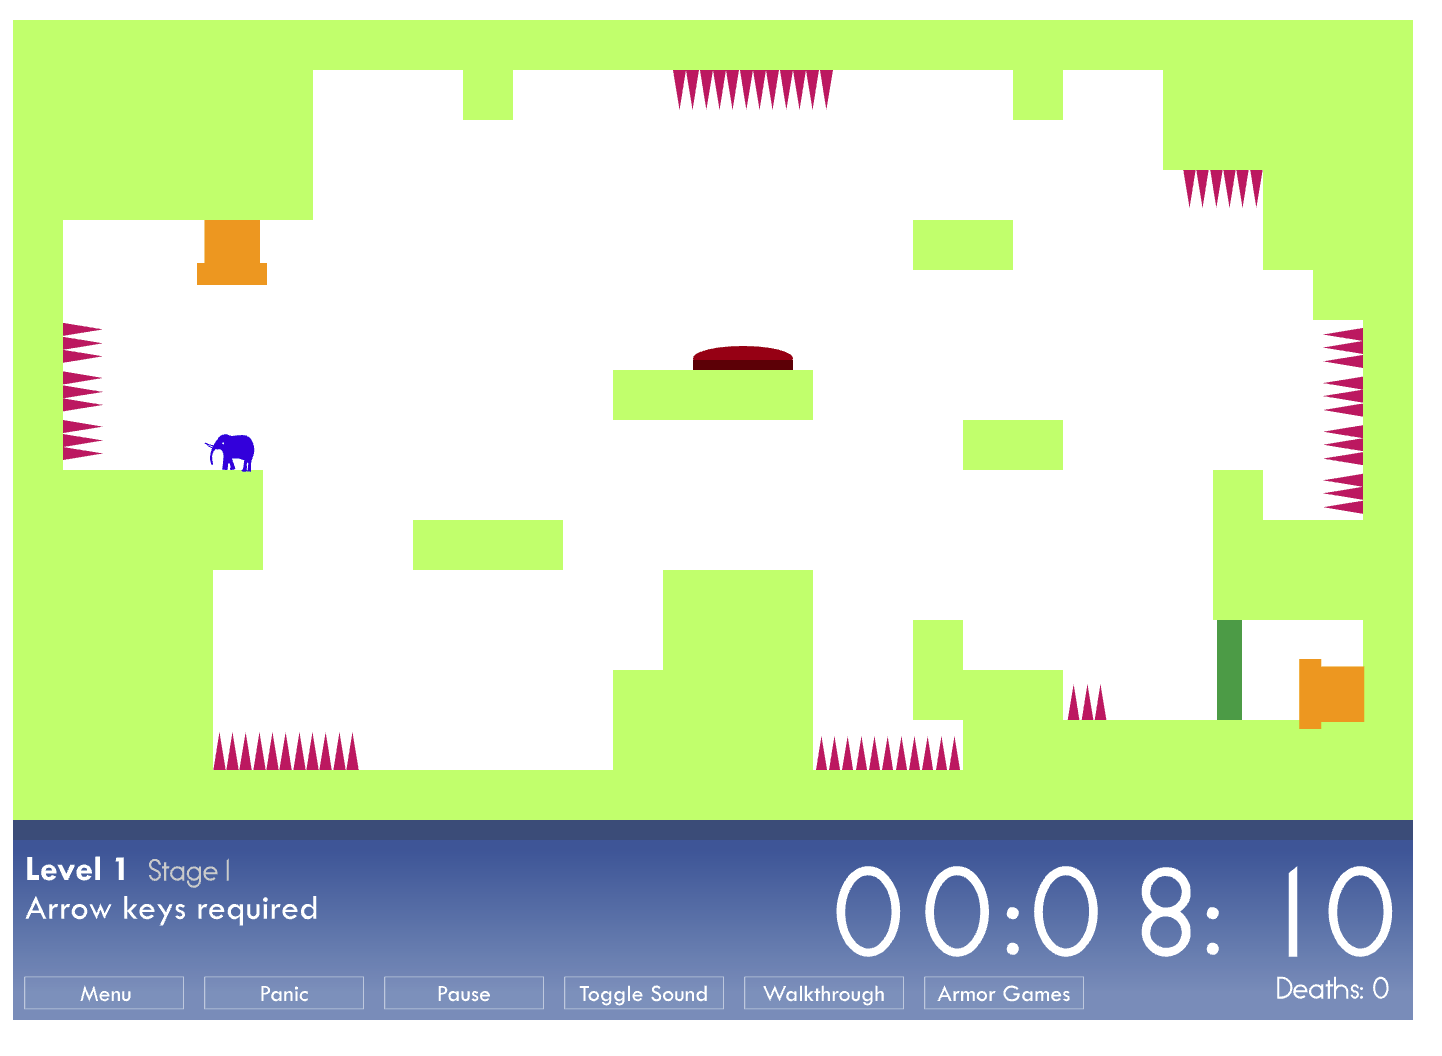 Level 1 Stage 1
Arrow keys required
00:08:10
Menu Panic Pause Toggle Sound Walkthrough Armor Games
Deaths: 0